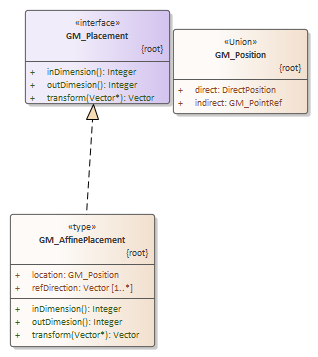 «interface»
GM_Placement
{root}
+ inDimension(): Integer
+ outDimesion(): Integer
+ transform(Vector*): Vector
«Union»
GM_Position
{root}
+ direct: DirectPosition
+ indirect: GM_PointRef
«type»
GM_AffinePlacement
{root}
+ location: GM_Position
+ refDirection: Vector [1..*]
+ inDimension(): Integer
+ outDimesion(): Integer
+ transform(Vector*): Vector